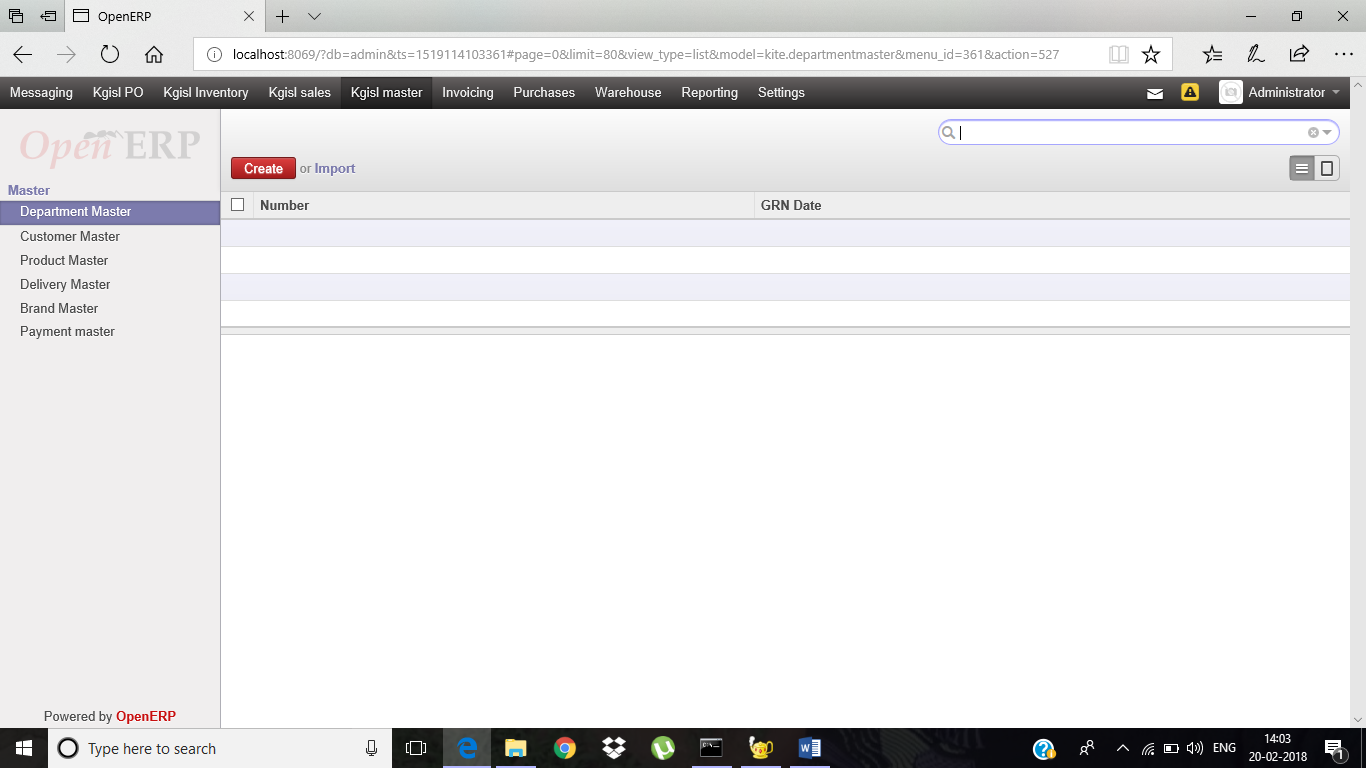 OpenERP
localhost:8069/?db=admin&ts=1519114103361#page=0&limit=80&view_type=list&model=kite.departmentmaster&menu_id=361&action=527
Messaging Kgisl PO Kgisl Inventory Kgisl sales Kgisl master Invoicing Purchases Warehouse Reporting Settings Administrator
Open ERP
Create or Import
Master
Department Master
Number GRN Date
Customer Master
Product Master
Delivery Master
Brand Master
Payment master
Powered by OpenERP
Type here to search
ENG
14:03
20-02-2018
1